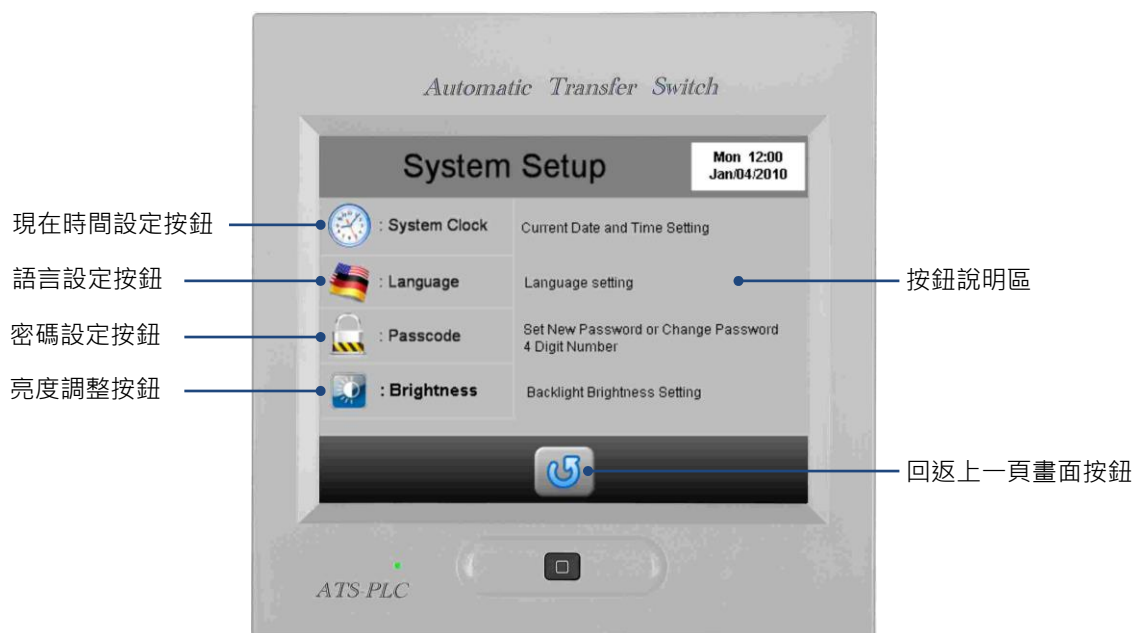 Automatic Transfer Switch
System Setup
Mon 12:00
Jan/04/2010
現在時間設定按鈕
: System Clock
Current Date and Time Setting
語言設定按鈕
: Language
Language setting
按鈕說明區
密碼設定按鈕
: Passcode
Set New Password or Change Password
4 Digit Number
亮度調整按鈕
: Brightness
Backlight Brightness Setting
回返上一頁畫面按鈕
ATS-PLC